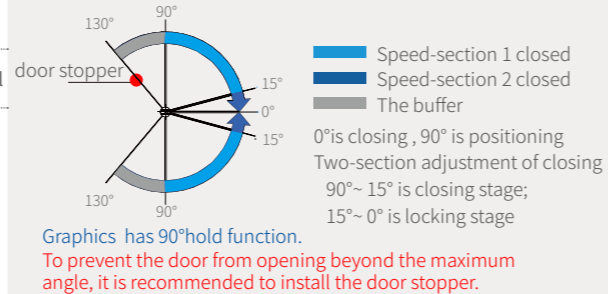 90°
130°
door stopper
15°
0°
15°
130°
90°
Speed-section 1 closed
Speed-section 2 closed
The buffer
0°is closing , 90° is positioning
Two-section adjustment of closing
90°~ 15° is closing stage;
15°~ 0° is locking stage
Graphics has 90°hold function.
To prevent the door from opening beyond the maximum
angle, it is recommended to install the door stopper.